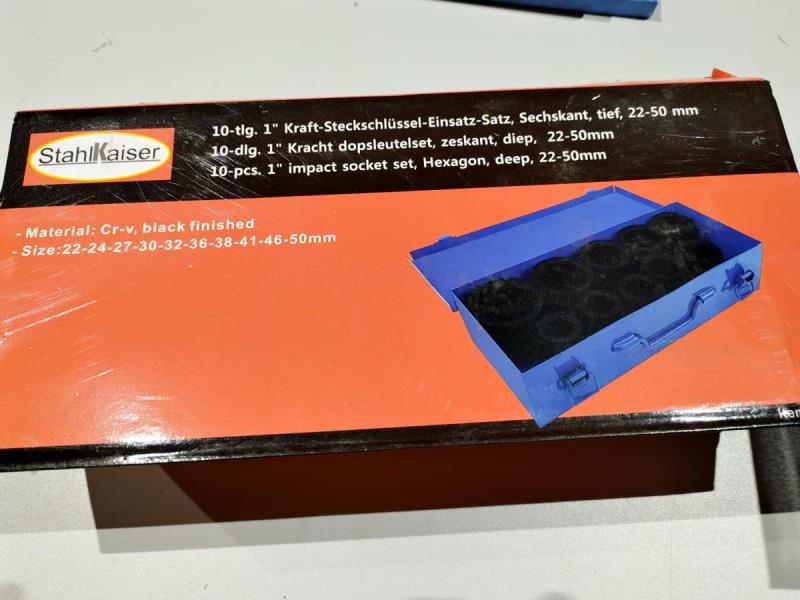 StahlKaiser
10-tlg. 1" Kraft-Steckschlüssel-Einsatz-Satz, Sechskant, tief, 22-50 mm
10-dlg. 1" Kracht dopsleutelset, zeskant, diep, 22-50mm
10-pcs. 1" impact socket set, Hexagon, deep, 22-50mm
- Material: Cr-v, black finished
- Size:22-24-27-30-32-36-38-41-46-50mm